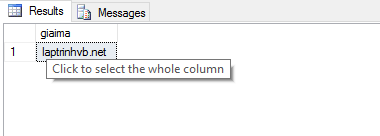 Results Messages
giaima
1 laptrinhvb.net
Click to select the whole column